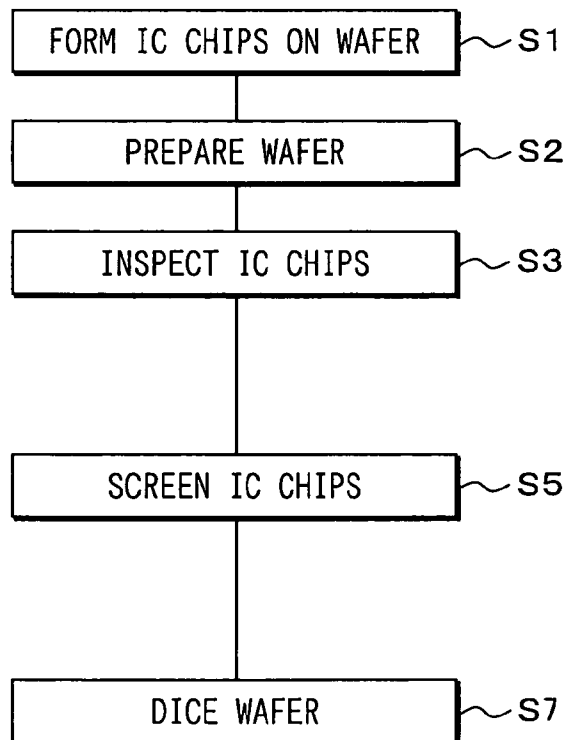 FORM IC CHIPS ON WAFER S1
PREPARE WAFER S2
INSPECT IC CHIPS S3
SCREEN IC CHIPS S5
DICE WAFER S7